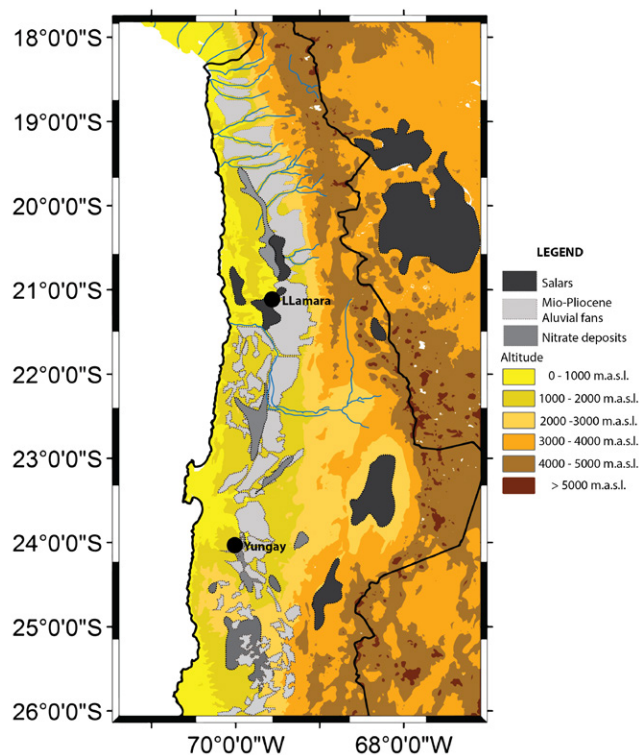 18°0'0"S
19°0'0"S
20°0'0"S
21°0'0"S
22°0'0"S
23°0'0"S
24°0'0"S
25°0'0"S
26°0'0"S
70°0'0"W
68°0'0"W
LLamara
Yungay
LEGEND
Salars
Mio-Pliocene
Aluvial fans
Nitrate deposits
Altitude
0 - 1000 m.a.s.l.
1000 - 2000 m.a.s.l.
2000 -3000 m.a.s.l.
3000 - 4000 m.a.s.l.
4000 - 5000 m.a.s.l.
> 5000 m.a.s.l.